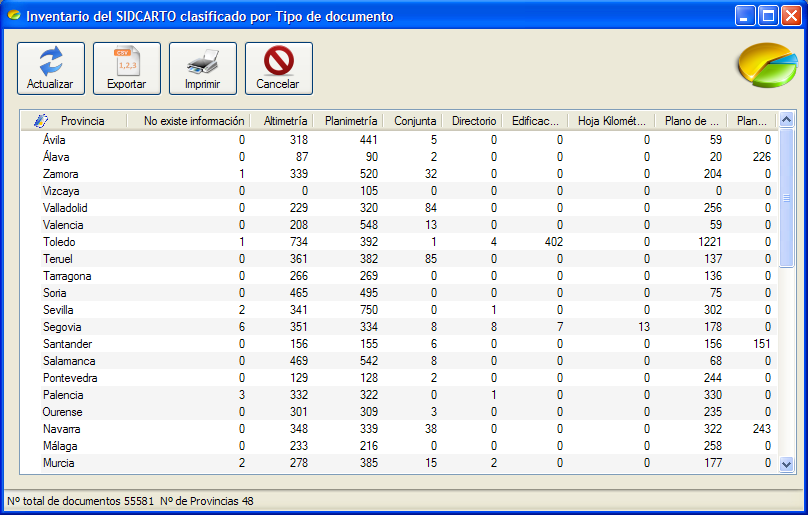 Inventario del SIDCARTO clasificado por Tipo de documento
Actualizar Exportar Imprimir Cancelar
CSV
1,2,3
Provincia No existe información Altimetría Planimetría Conjunta Directorio Edificac... Hoja Kilomét... Plano de ... Plan...
Ávila 0 318 441 5 0 0 0 59 0
Álava 0 87 90 2 0 0 0 20 226
Zamora 1 339 520 32 0 0 0 204 0
Vizcaya 0 0 105 0 0 0 0 0 0
Valladolid 0 229 320 84 0 0 0 256 0
Valencia 0 208 548 13 0 0 0 59 0
Toledo 1 734 392 1 4 402 0 1221 0
Teruel 0 361 382 85 0 0 0 137 0
Tarragona 0 266 269 0 0 0 0 136 0
Soria 0 465 495 0 0 0 0 75 0
Sevilla 2 341 750 0 1 0 0 302 0
Segovia 6 351 334 8 8 7 13 178 0
Santander 0 156 155 6 0 0 0 156 151
Salamanca 0 469 542 8 0 0 0 68 0
Pontevedra 0 129 128 2 0 0 0 244 0
Palencia 3 332 322 0 1 0 0 330 0
Ourense 0 301 309 3 0 0 0 235 0
Navarra 0 348 339 38 0 0 0 322 243
Málaga 0 233 216 0 0 0 0 258 0
Murcia 2 278 385 15 2 0 0 177 0
Nº total de documentos 55581 Nº de Provincias 48